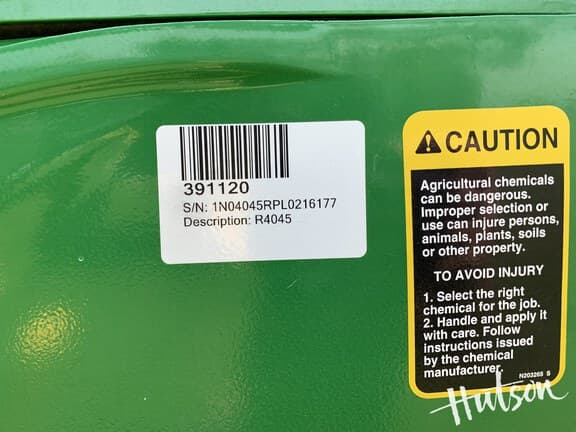 391120
S/N: 1N04045RPL0216177
Description: R4045
CAUTION
Agricultural chemicals
can be dangerous.
Improper selection or
use can injure persons,
animals, plants, soils
or other property.
TO AVOID INJURY
1. Select the right
chemical for the job.
2. Handle and apply it
with care. Follow
instructions issued
by the chemical
manufacturer.
N203265 S
Hutson